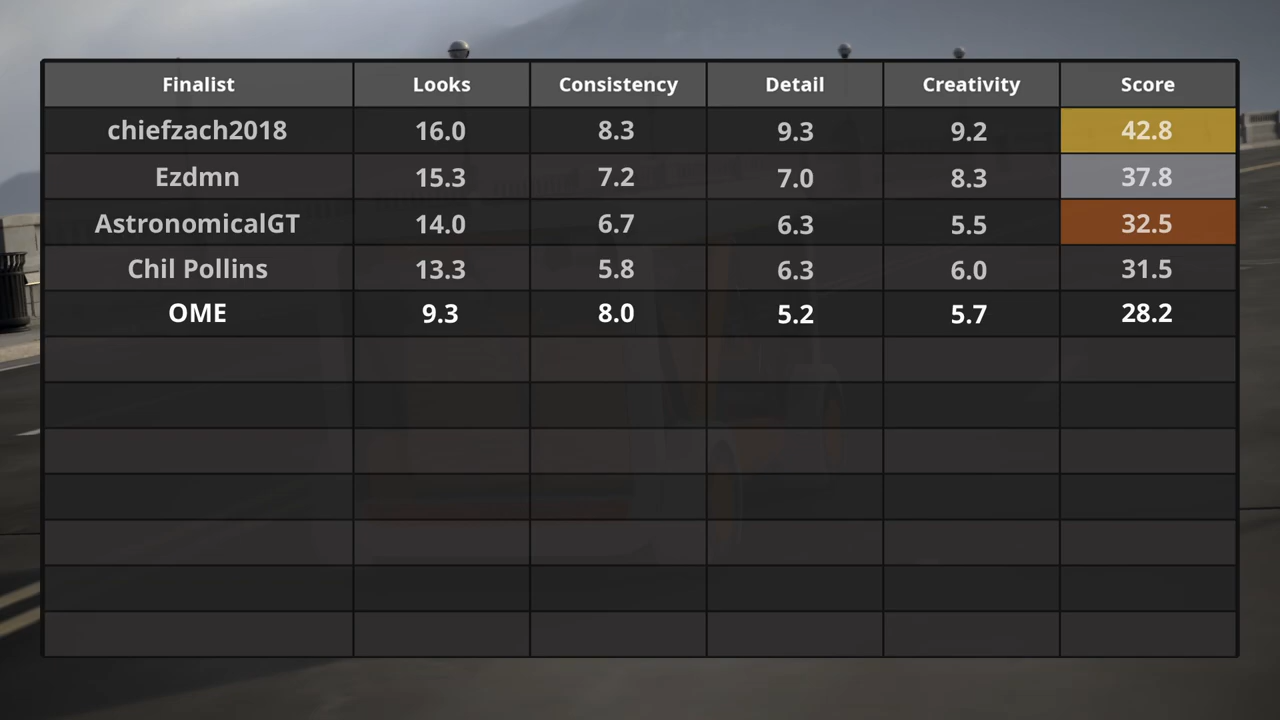 Finalist Looks Consistency Detail Creativity Score
chiefzach2018 16.0 8.3 9.3 9.2 42.8
Ezdmn 15.3 7.2 7.0 8.3 37.8
AstronomicalGT 14.0 6.7 6.3 5.5 32.5
Chil Pollins 13.3 5.8 6.3 6.0 31.5
OME 9.3 8.0 5.2 5.7 28.2